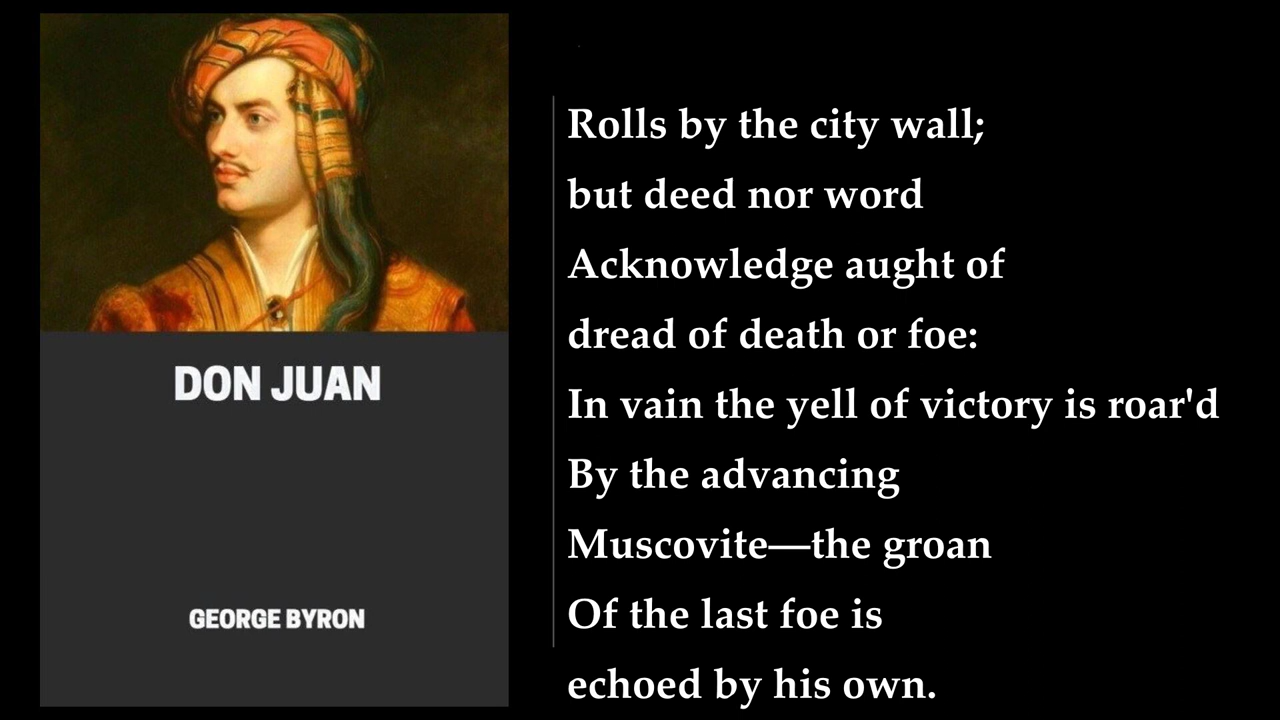 DON JUAN
GEORGE BYRON
Rolls by the city wall;
but deed nor word
Acknowledge aught of
dread of death or foe:
In vain the yell of victory is roar'd
By the advancing
Muscovite—the groan
Of the last foe is
echoed by his own.